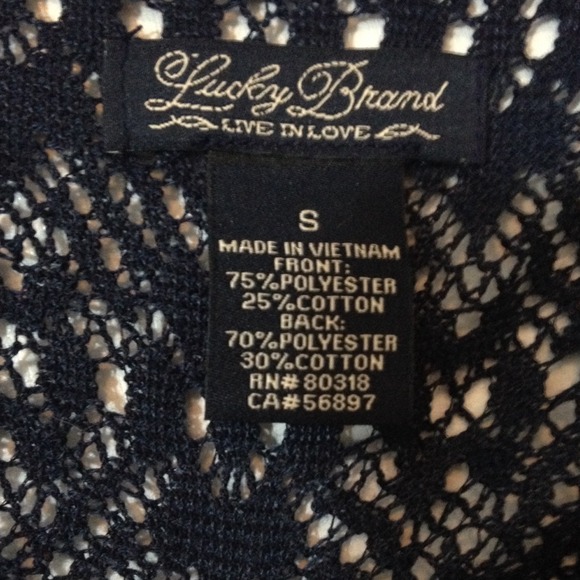 Lucky Brand
LIVE IN LOVE
S
MADE IN VIETNAM
FRONT:
75%POLYESTER
25%COTTON
BACK:
70%POLYESTER
30%COTTON
RN# 80318
CA#56897